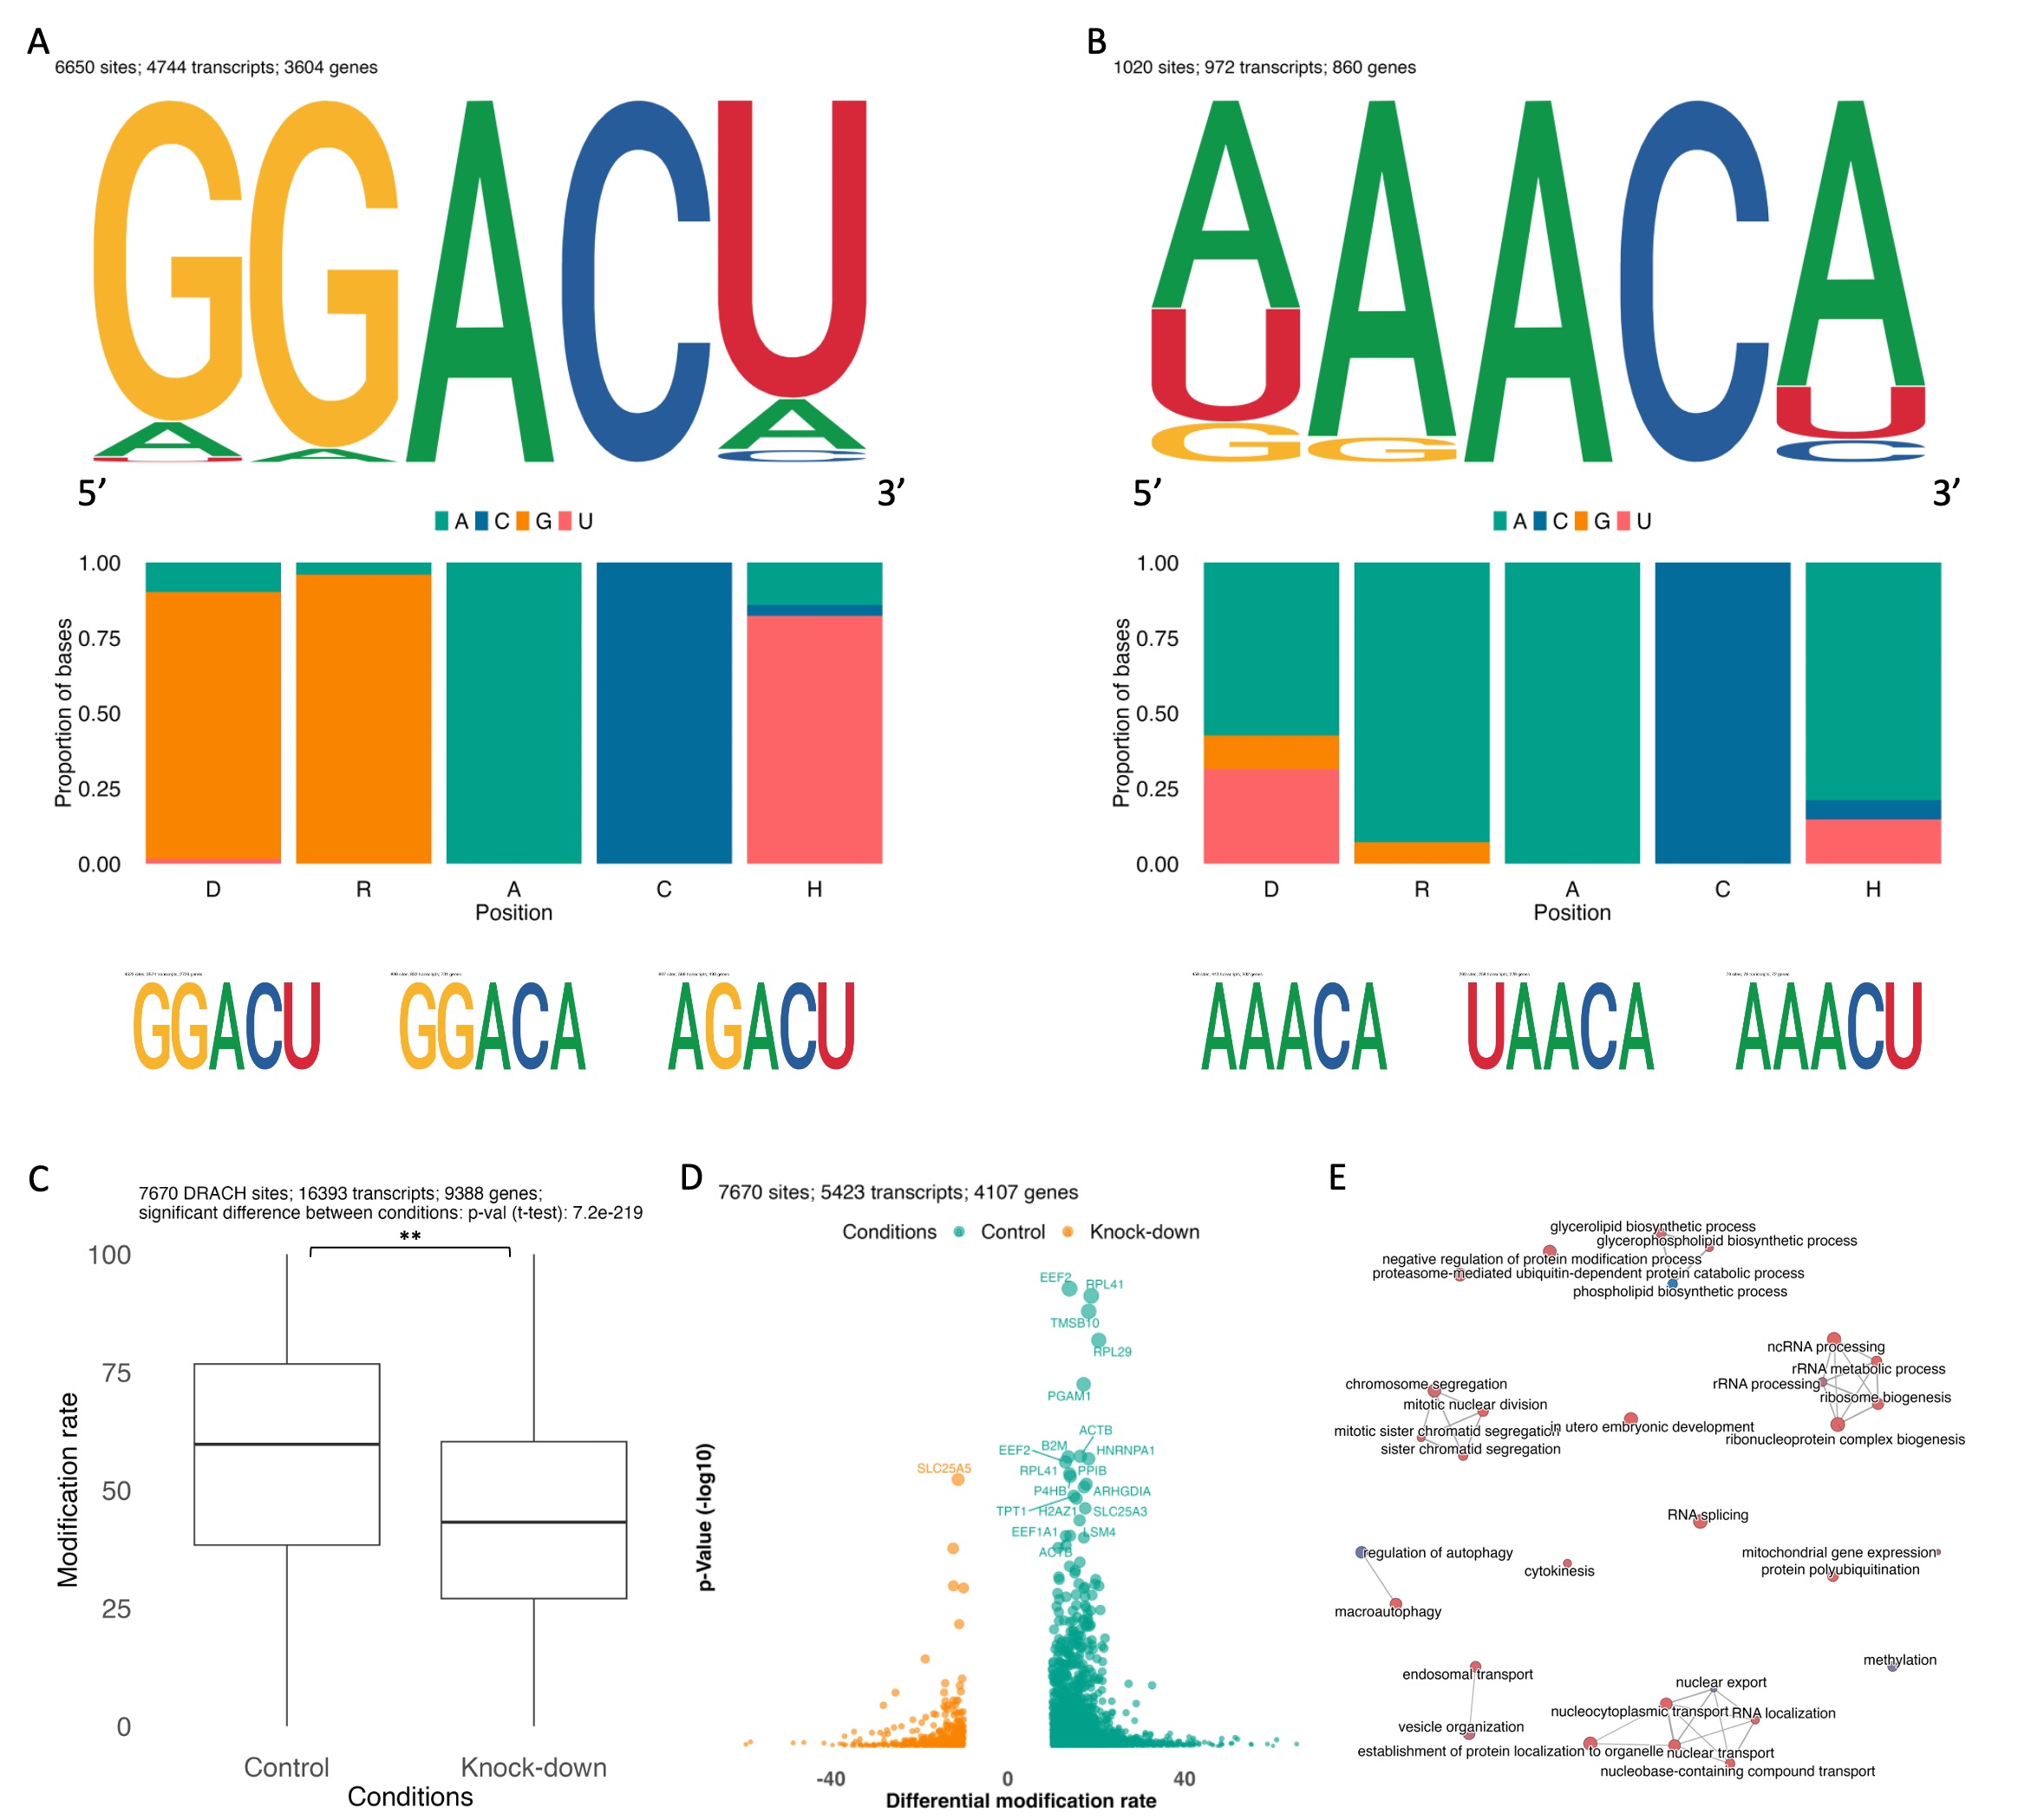 A
6650 sites; 4744 transcripts; 3604 genes
GGACU
A A A
U C
5’ 3’
A C G U
Proportion of bases
1.00
0.75
0.50
0.25
0.00
D R A C H
Position
GGACU GGACA AGACU
B
1020 sites; 972 transcripts; 860 genes
AAACA
U G U
G C
5’ 3’
A C G U
Proportion of bases
1.00
0.75
0.50
0.25
0.00
D R A C H
Position
AAACA UAACA AAACU
C
7670 DRACH sites; 16393 transcripts; 9388 genes;
significant difference between conditions: p-val (t-test): 7.2e-219
**
Modification rate
100
75
50
25
0
Control Knock-down
Conditions
D
7670 sites; 5423 transcripts; 4107 genes
Conditions Control Knock-down
p-Value (-log10)
EEF2
RPL41
TMSB10
RPL29
PGAM1
ACTB
EEF2 B2M HNRNPA1
SLC25A5 RPL41 PPIB
P4HB ARHGDIA
TPT1 H2AZ1 SLC25A3
EEF1A1 LSM4
ACTB
-40 0 40
Differential modification rate
E
glycerolipid biosynthetic process
glycerophospholipid biosynthetic process
negative regulation of protein modification process
proteasome-mediated ubiquitin-dependent protein catabolic process
phospholipid biosynthetic process
ncRNA processing
rRNA metabolic process
rRNA processing
ribosome biogenesis
ribonucleoprotein complex biogenesis
chromosome segregation
mitotic nuclear division
mitotic sister chromatid segregation
sister chromatid segregation
in utero embryonic development
RNA splicing
regulation of autophagy
macroautophagy
cytokinesis
mitochondrial gene expression
protein polyubiquitination
methylation
endosomal transport
vesicle organization
nuclear export
nucleocytoplasmic transport
RNA localization
establishment of protein localization to organelle
nuclear transport
nucleobase-containing compound transport